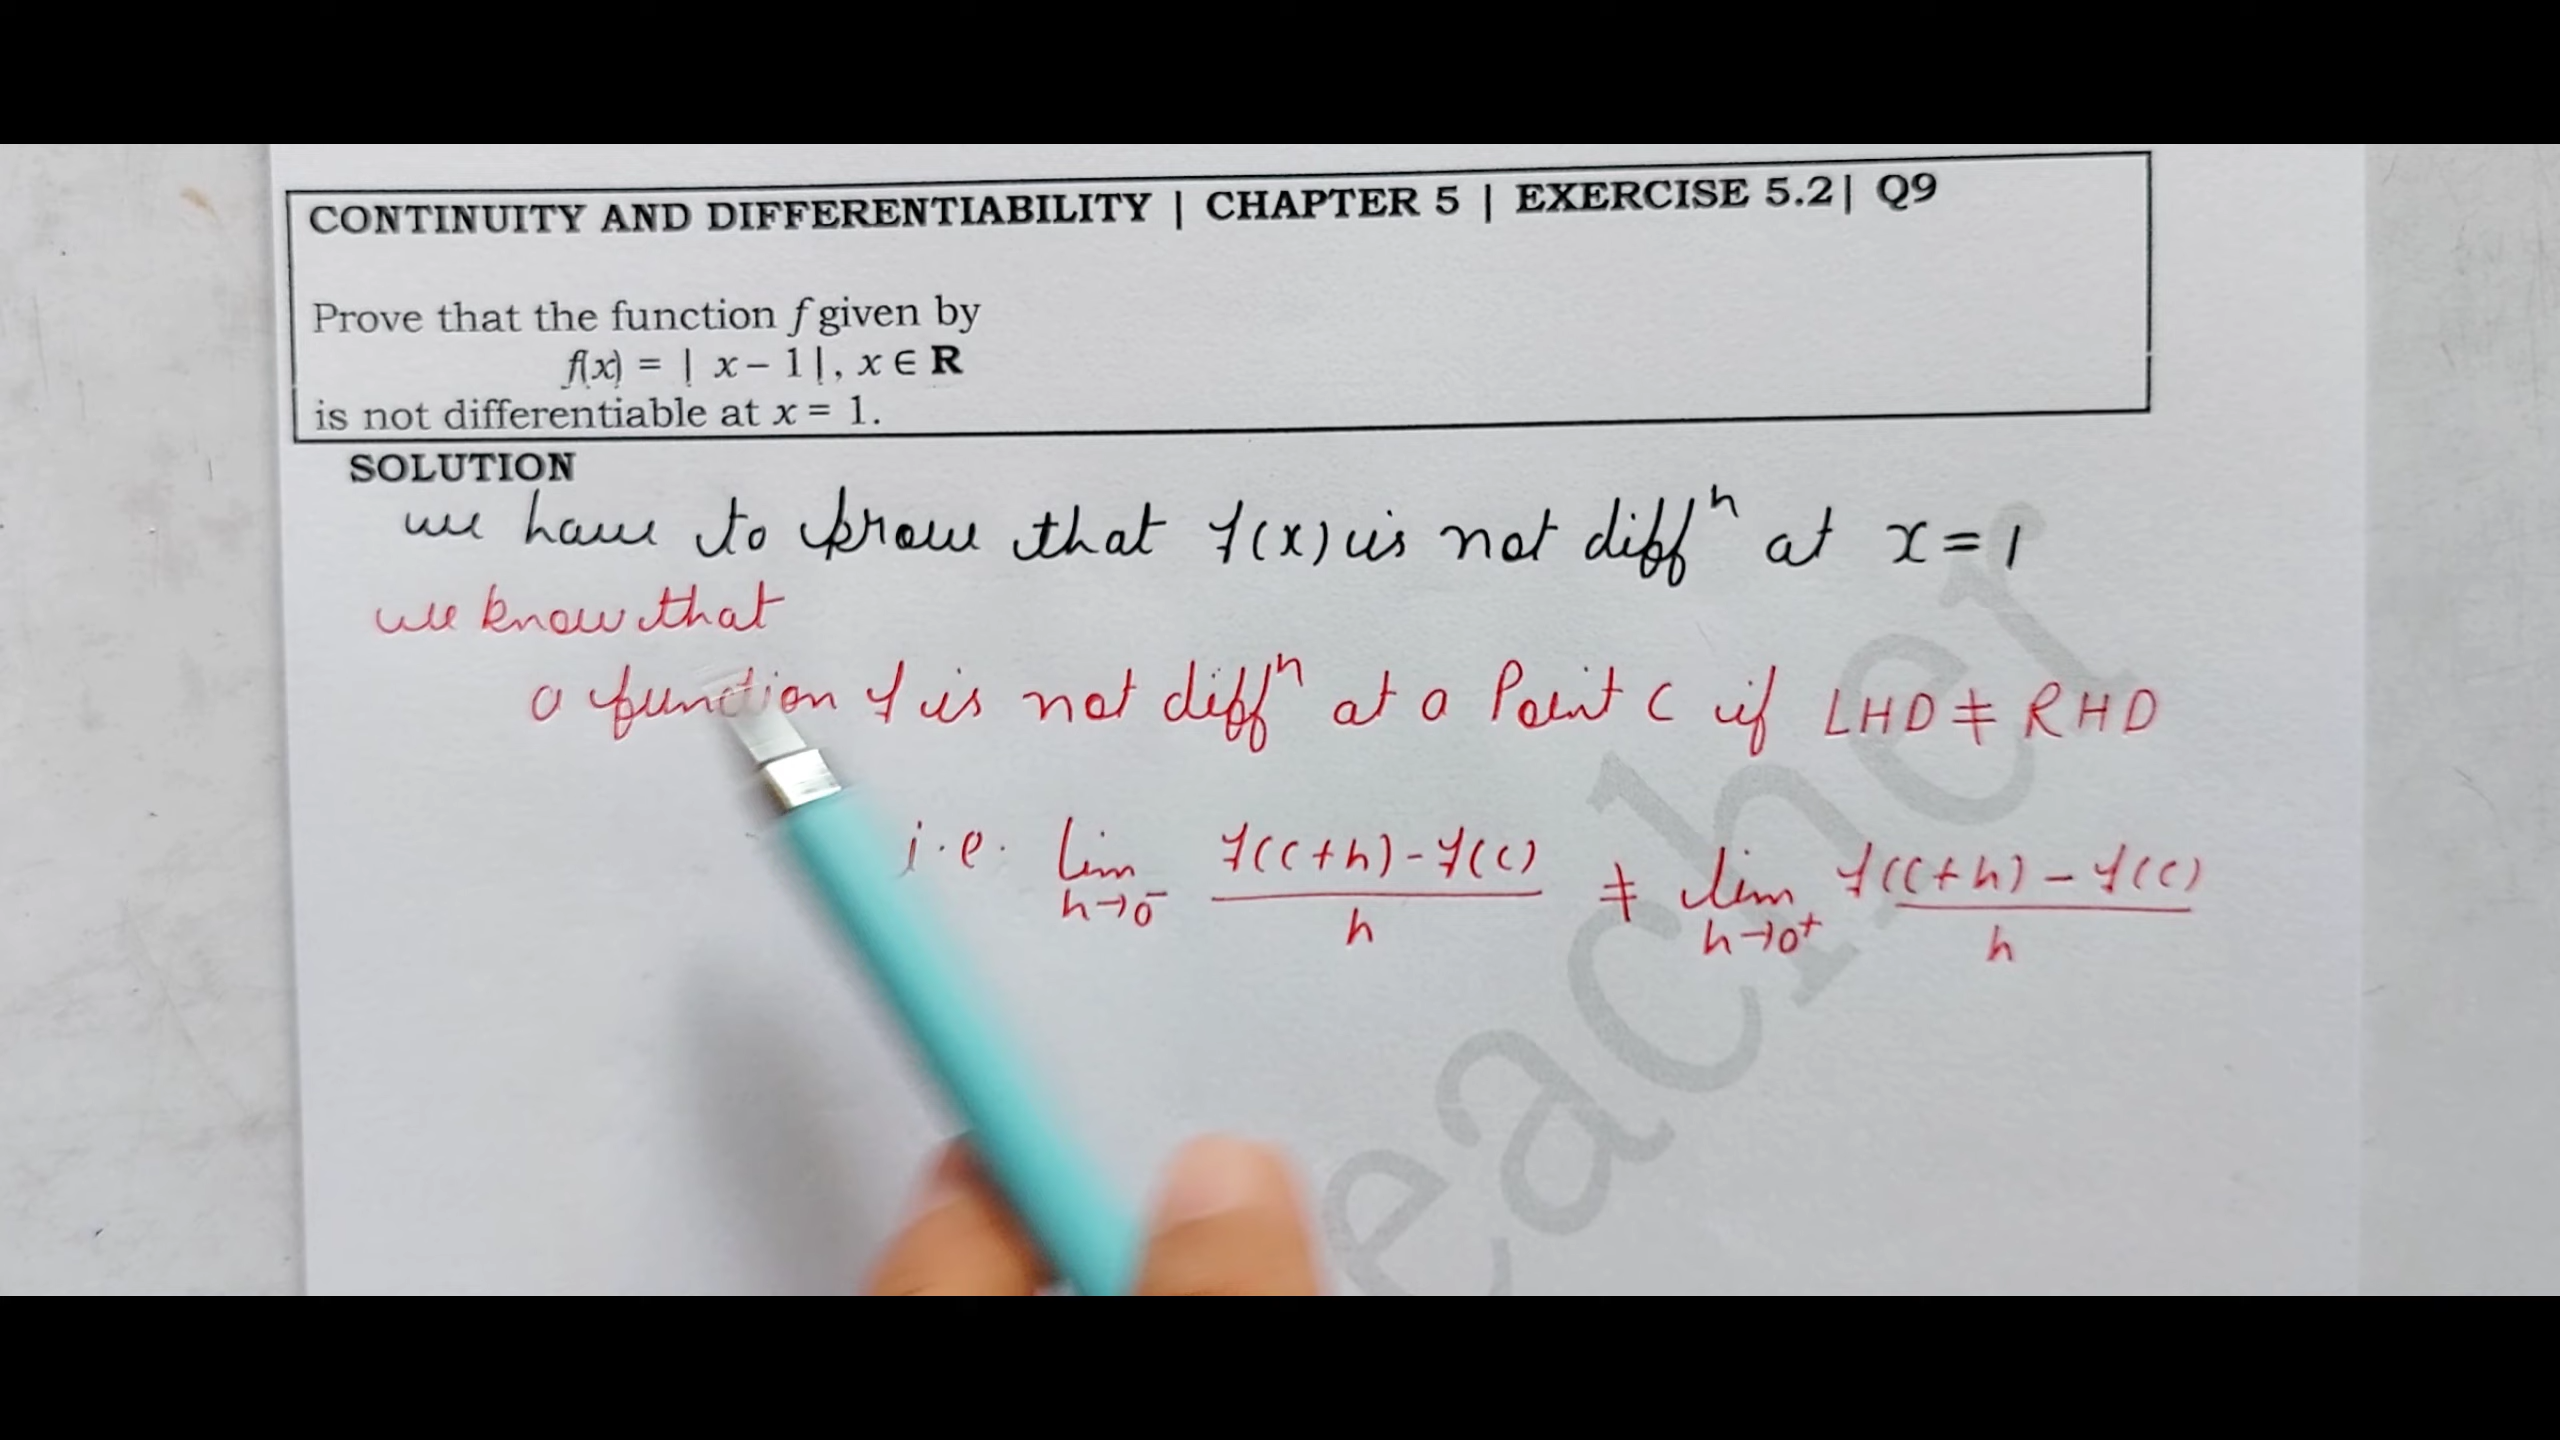 CONTINUITY AND DIFFERENTIABILITY | CHAPTER 5 | EXERCISE 5.2| Q9
Prove that the function f given by
f(x) = | x – 1|, x ∈ R
is not differentiable at x = 1.
SOLUTION
we have to prove that f(x) is not diffⁿ at x = 1
we know that
a function f is not diffⁿ at a Point c if LHD ≠ RHD
i.e. lim h→0⁻ f(c+h)-f(c) / h ≠ lim h→0⁺ f(c+h)-f(c) / h
eacher